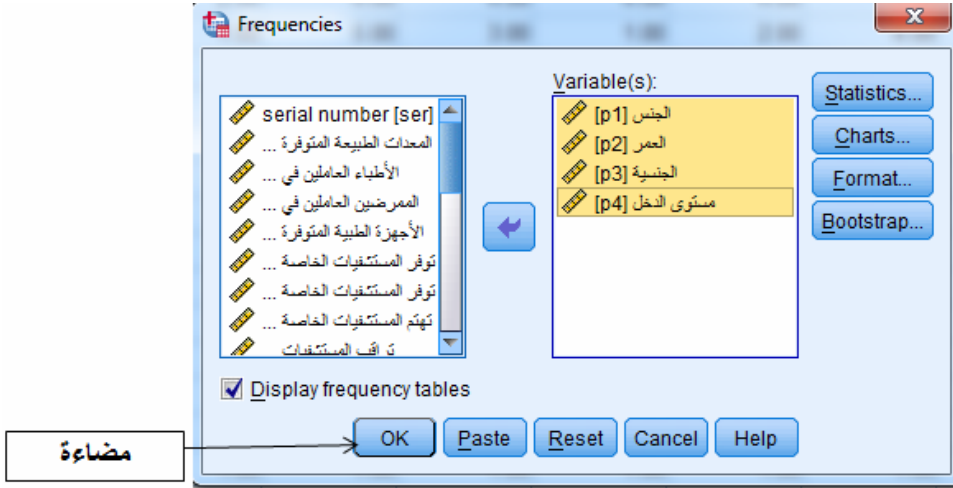 Frequencies
Variable(s):
serial number [ser]
المعدات الطبيعة المتوفرة ...
الأطباء العاملين في ...
الممرضين العاملين في ...
الأجهزة الطبية المتوفرة ...
توفر المستشفيات الخاصة ...
توفر المستشفيات الخاصة ...
تهتم المستشفيات الخاصة ...
تراقب المستشفيات
الجنس [p1]
العمر [p2]
الجنسية [p3]
مستوى الدخل [p4]
Statistics...
Charts...
Format...
Bootstrap...
Display frequency tables
OK Paste Reset Cancel Help
مضاءة